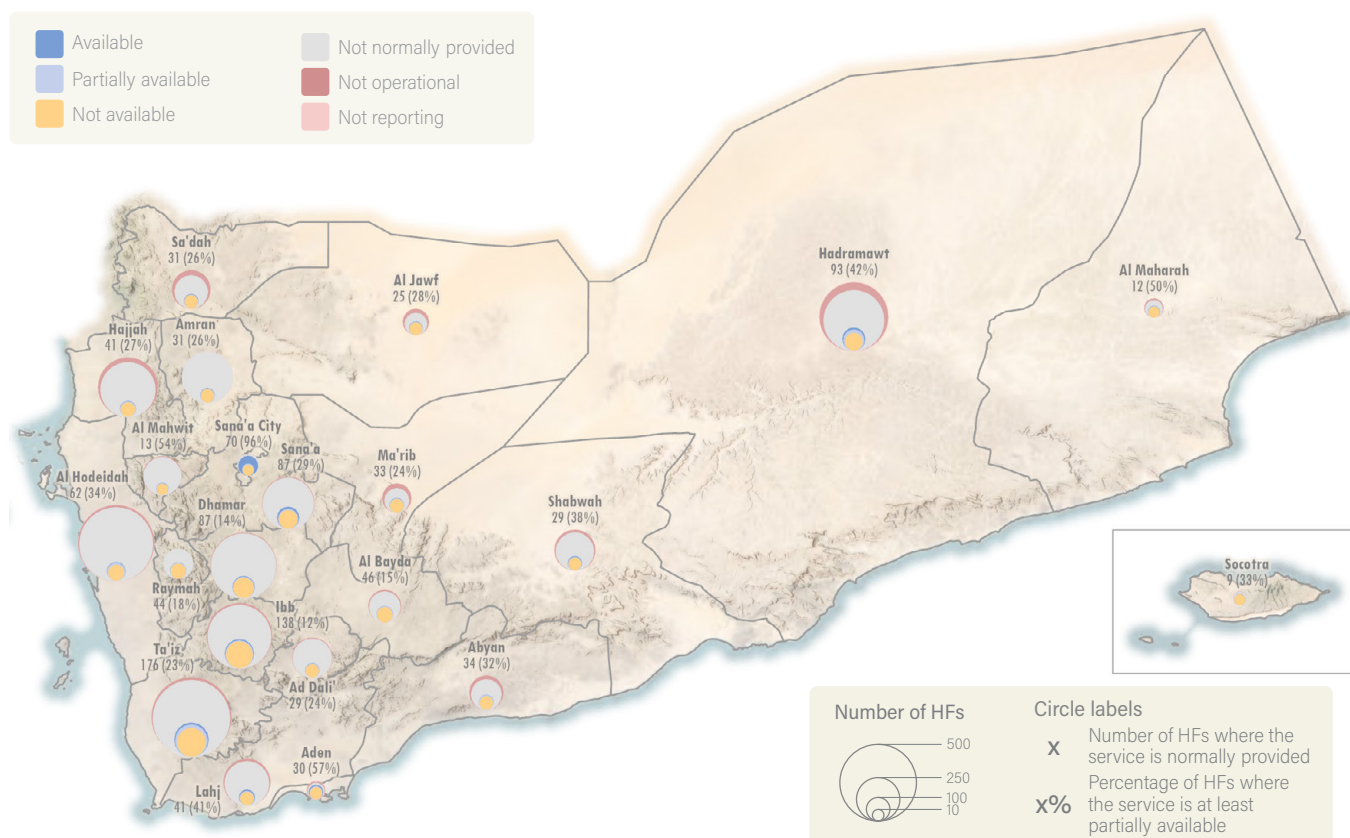 Available
Partially available
Not available
Not normally provided
Not operational
Not reporting
Sa'dah
31 (26%)
Al Jawf
25 (28%)
Hadramawt
93 (42%)
Al Maharah
12 (50%)
Hajjah
41 (27%)
Amran
31 (26%)
Al Mahwit
13 (54%)
Sana'a City
70 (96%)
Sana'a
87 (29%)
Ma'rib
33 (24%)
Al Hodeidah
62 (34%)
Dhamar
87 (14%)
Shabwah
29 (38%)
Al Bayda
46 (15%)
Raymah
44 (18%)
Ibb
138 (12%)
Socotra
9 (33%)
Ta'iz
176 (23%)
Ad Dali'
29 (24%)
Abyan
34 (32%)
Aden
30 (57%)
Lahj
41 (41%)
Number of HFs
500
250
100
10
Circle labels
x
Number of HFs where the
service is normally provided
x%
Percentage of HFs where
the service is at least
partially available